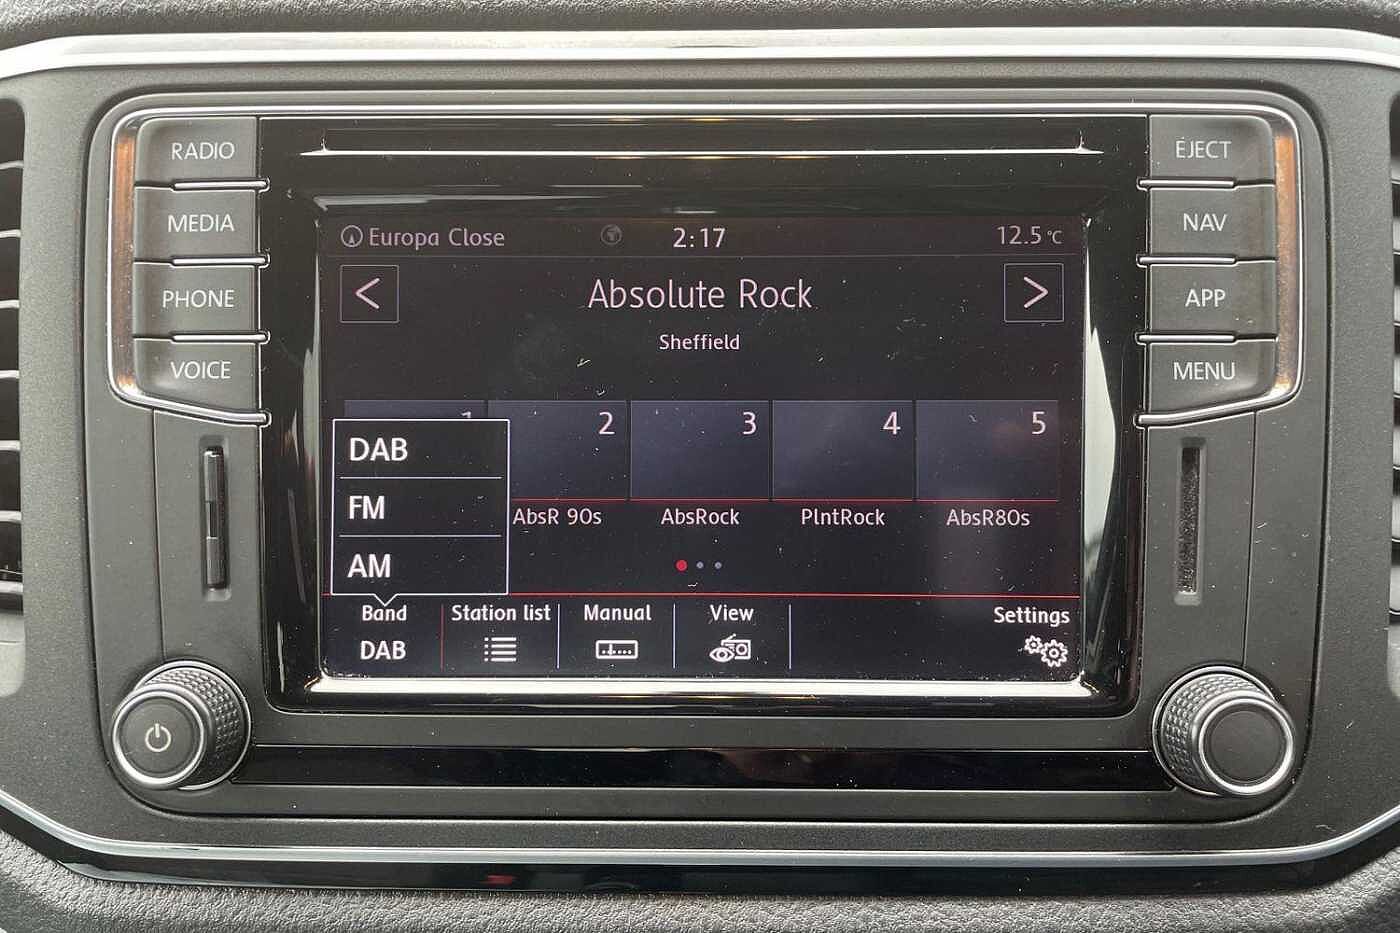 RADIO
MEDIA
PHONE
VOICE
EJECT
NAV
APP
MENU
Europa Close 2:17 12.5°C
< Absolute Rock >
Sheffield
1 2 3 4 5
AbsR 90s AbsRock PlntRock AbsR80s
DAB
FM
AM
Band Station list Manual View Settings
DAB